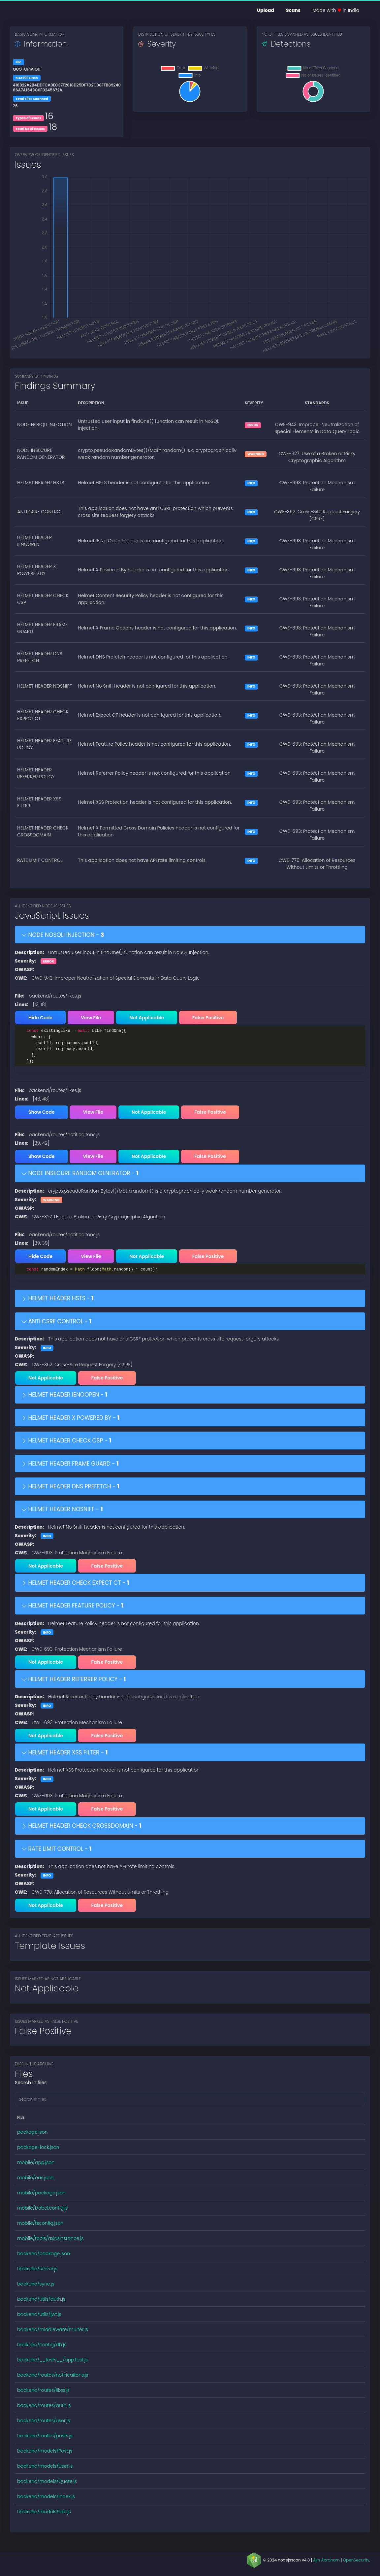 Upload Scans Made with ❤ in India
BASIC SCAN INFORMATION
Information
File
QUOTOPIA.GIT
Sha256 Hash
Total Files Scanned
26
Types of Issues 16
Total No of Issues 18
DISTRIBUTION OF SEVERITY BY ISSUE TYPES
Severity
Error Warning
Info
NO OF FILES SCANNED VS ISSUES IDENTIFIED
Detections
No of Files Scanned
No of Issues Identified
OVERVIEW OF IDENTIFIED ISSUES
Issues
SUMMARY OF FINDINGS
Findings Summary
ISSUE DESCRIPTION SEVERITY STANDARDS
NODE NOSQLI INJECTION Untrusted user input in findOne() function can result in NoSQL Injection. ERROR CWE-943: Improper Neutralization of Special Elements in Data Query Logic
NODE INSECURE RANDOM GENERATOR crypto.pseudoRandomBytes()/Math.random() is a cryptographically weak random number generator. WARNING CWE-327: Use of a Broken or Risky Cryptographic Algorithm
HELMET HEADER HSTS Helmet HSTS header is not configured for this application. INFO CWE-693: Protection Mechanism Failure
ANTI CSRF CONTROL This application does not have anti CSRF protection which prevents cross site request forgery attacks. INFO CWE-352: Cross-Site Request Forgery (CSRF)
HELMET HEADER IENOOPEN Helmet IE No Open header is not configured for this application. INFO CWE-693: Protection Mechanism Failure
HELMET HEADER X POWERED BY Helmet X Powered By header is not configured for this application. INFO CWE-693: Protection Mechanism Failure
HELMET HEADER CHECK CSP Helmet Content Security Policy header is not configured for this application. INFO CWE-693: Protection Mechanism Failure
HELMET HEADER FRAME GUARD Helmet X Frame Options header is not configured for this application. INFO CWE-693: Protection Mechanism Failure
HELMET HEADER DNS PREFETCH Helmet DNS Prefetch header is not configured for this application. INFO CWE-693: Protection Mechanism Failure
HELMET HEADER NOSNIFF Helmet No Sniff header is not configured for this application. INFO CWE-693: Protection Mechanism Failure
HELMET HEADER CHECK EXPECT CT Helmet Expect CT header is not configured for this application. INFO CWE-693: Protection Mechanism Failure
HELMET HEADER FEATURE POLICY Helmet Feature Policy header is not configured for this application. INFO CWE-693: Protection Mechanism Failure
HELMET HEADER REFERRER POLICY Helmet Referrer Policy header is not configured for this application. INFO CWE-693: Protection Mechanism Failure
HELMET HEADER XSS FILTER Helmet XSS Protection header is not configured for this application. INFO CWE-693: Protection Mechanism Failure
HELMET HEADER CHECK CROSSDOMAIN Helmet X Permitted Cross Domain Policies header is not configured for this application. INFO CWE-693: Protection Mechanism Failure
RATE LIMIT CONTROL This application does not have API rate limiting controls. INFO CWE-770: Allocation of Resources Without Limits or Throttling
ALL IDENTIFIED NODE.JS ISSUES
JavaScript Issues
NODE NOSQLI INJECTION - 3
Description: Untrusted user input in findOne() function can result in NoSQL Injection.
Severity: ERROR
OWASP:
CWE: CWE-943: Improper Neutralization of Special Elements in Data Query Logic
File: backend/routes/likes.js
Lines: [13, 18]
Hide Code View File Not Applicable False Positive
const existingLike = await Like.findOne({
where: {
postId: req.params.postId,
userId: req.body.userId,
},
});
File: backend/routes/likes.js
Lines: [46, 48]
Show Code View File Not Applicable False Positive
File: backend/routes/notifications.js
Lines: [39, 42]
Show Code View File Not Applicable False Positive
NODE INSECURE RANDOM GENERATOR - 1
Description: crypto.pseudoRandomBytes()/Math.random() is a cryptographically weak random number generator.
Severity: WARNING
OWASP:
CWE: CWE-327: Use of a Broken or Risky Cryptographic Algorithm
File: backend/routes/notifications.js
Lines: [39, 39]
Hide Code View File Not Applicable False Positive
const randomIndex = Math.floor(Math.random() * count);
HELMET HEADER HSTS - 1
ANTI CSRF CONTROL - 1
Description: This application does not have anti CSRF protection which prevents cross site request forgery attacks.
Severity: INFO
OWASP:
CWE: CWE-352: Cross-Site Request Forgery (CSRF)
Not Applicable False Positive
HELMET HEADER IENOOPEN - 1
HELMET HEADER X POWERED BY - 1
HELMET HEADER CHECK CSP - 1
HELMET HEADER FRAME GUARD - 1
HELMET HEADER DNS PREFETCH - 1
HELMET HEADER NOSNIFF - 1
Description: Helmet No Sniff header is not configured for this application.
Severity: INFO
OWASP:
CWE: CWE-693: Protection Mechanism Failure
Not Applicable False Positive
HELMET HEADER CHECK EXPECT CT - 1
HELMET HEADER FEATURE POLICY - 1
Description: Helmet Feature Policy header is not configured for this application.
Severity: INFO
OWASP:
CWE: CWE-693: Protection Mechanism Failure
Not Applicable False Positive
HELMET HEADER REFERRER POLICY - 1
Description: Helmet Referrer Policy header is not configured for this application.
Severity: INFO
OWASP:
CWE: CWE-693: Protection Mechanism Failure
Not Applicable False Positive
HELMET HEADER XSS FILTER - 1
Description: Helmet XSS Protection header is not configured for this application.
Severity: INFO
OWASP:
CWE: CWE-693: Protection Mechanism Failure
Not Applicable False Positive
HELMET HEADER CHECK CROSSDOMAIN - 1
RATE LIMIT CONTROL - 1
Description: This application does not have API rate limiting controls.
Severity: INFO
OWASP:
CWE: CWE-770: Allocation of Resources Without Limits or Throttling
Not Applicable False Positive
ALL IDENTIFIED TEMPLATE ISSUES
Template Issues
ISSUES MARKED AS NOT APPLICABLE
Not Applicable
ISSUES MARKED AS FALSE POSITIVE
False Positive
FILES IN THE ARCHIVE
Files
Search in files
Search in files
FILE
package.json
package-lock.json
mobile/app.json
mobile/eas.json
mobile/package.json
mobile/babel.config.js
mobile/tsconfig.json
mobile/tools/axiosInstance.js
backend/package.json
backend/server.js
backend/sync.js
backend/utils/auth.js
backend/utils/jwt.js
backend/middleware/multer.js
backend/config/db.js
backend/__tests__/app.test.js
backend/routes/notifications.js
backend/routes/likes.js
backend/routes/auth.js
backend/routes/user.js
backend/routes/posts.js
backend/models/Post.js
backend/models/User.js
backend/models/Quote.js
backend/models/index.js
backend/models/Like.js
© 2024 nodejsscan v4.6 | Ajin Abraham | OpenSecurity.